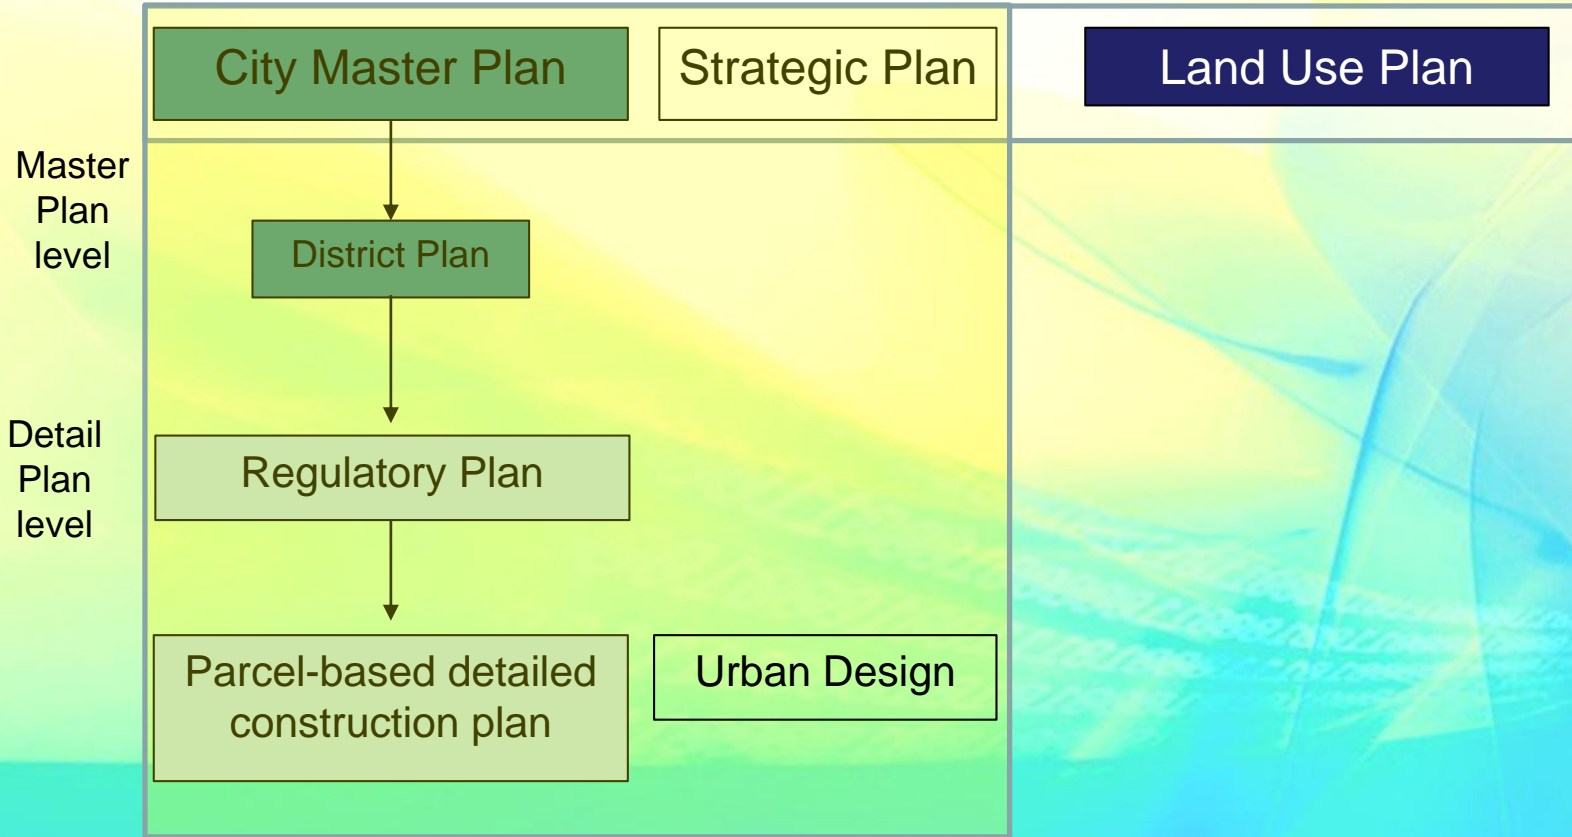 City Master Plan
Strategic Plan
Land Use Plan
Master
Plan
level
District Plan
Detail
Plan
level
Regulatory Plan
Parcel-based detailed
construction plan
Urban Design